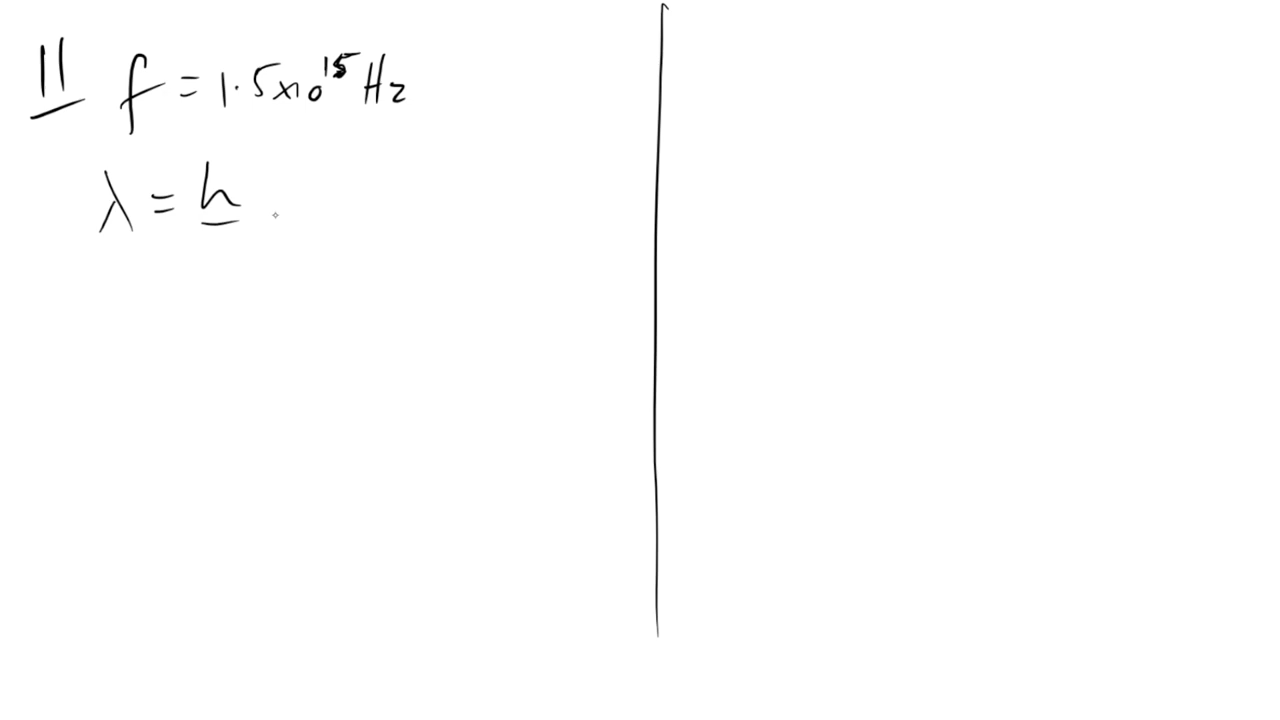 11 f = 1.5x10¹⁵ Hz
λ = h